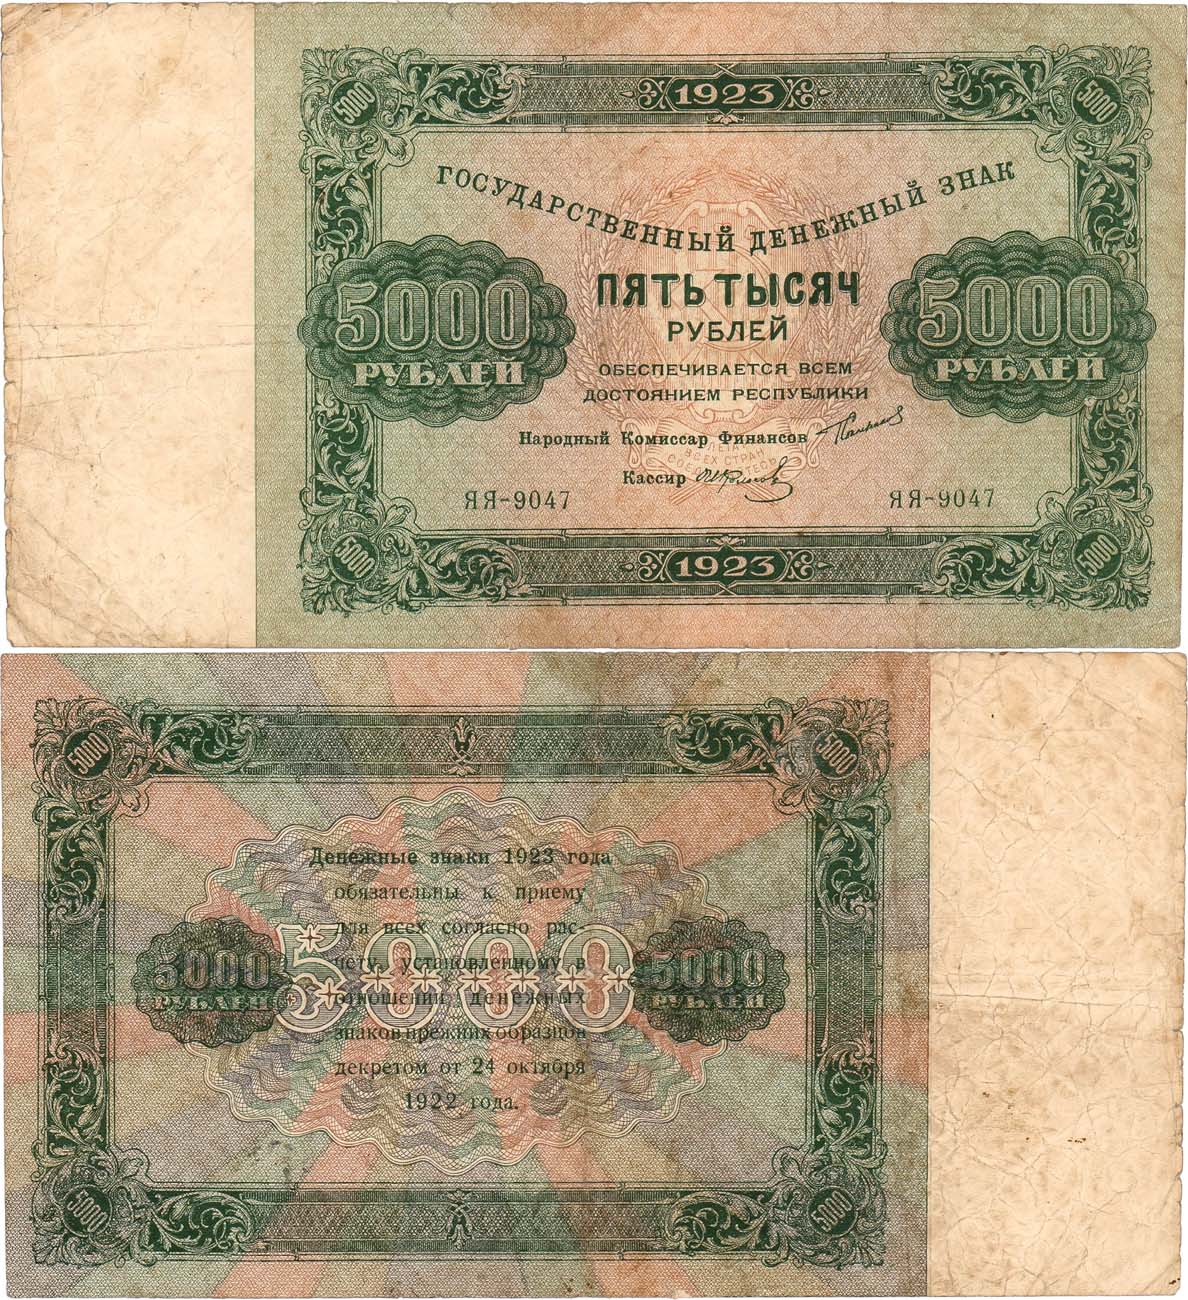 1923
5000
5000
ГОСУДАРСТВЕННЫЙ ДЕНЕЖНЫЙ ЗНАК
ПЯТЬ ТЫСЯЧ
РУБЛЕЙ
5000
РУБЛЕЙ
5000
РУБЛЕЙ
ОБЕСПЕЧИВАЕТСЯ ВСЕМ
ДОСТОЯНИЕМ РЕСПУБЛИКИ
Народный Комиссар Финансов
ВСЕХ СТРАН
Кассир
ЯЯ-9047
ЯЯ-9047
5000
1923
5000
5000
5000
Денежные знаки 1923 года
обязательны к приему
для всех согласно рас-
чету, установленному в
отношении денежных
знаков прежних образцов
декретом от 24 октября
1922 года.
5000
РУБЛЕЙ
5000
5000
РУБЛЕЙ
5000
5000